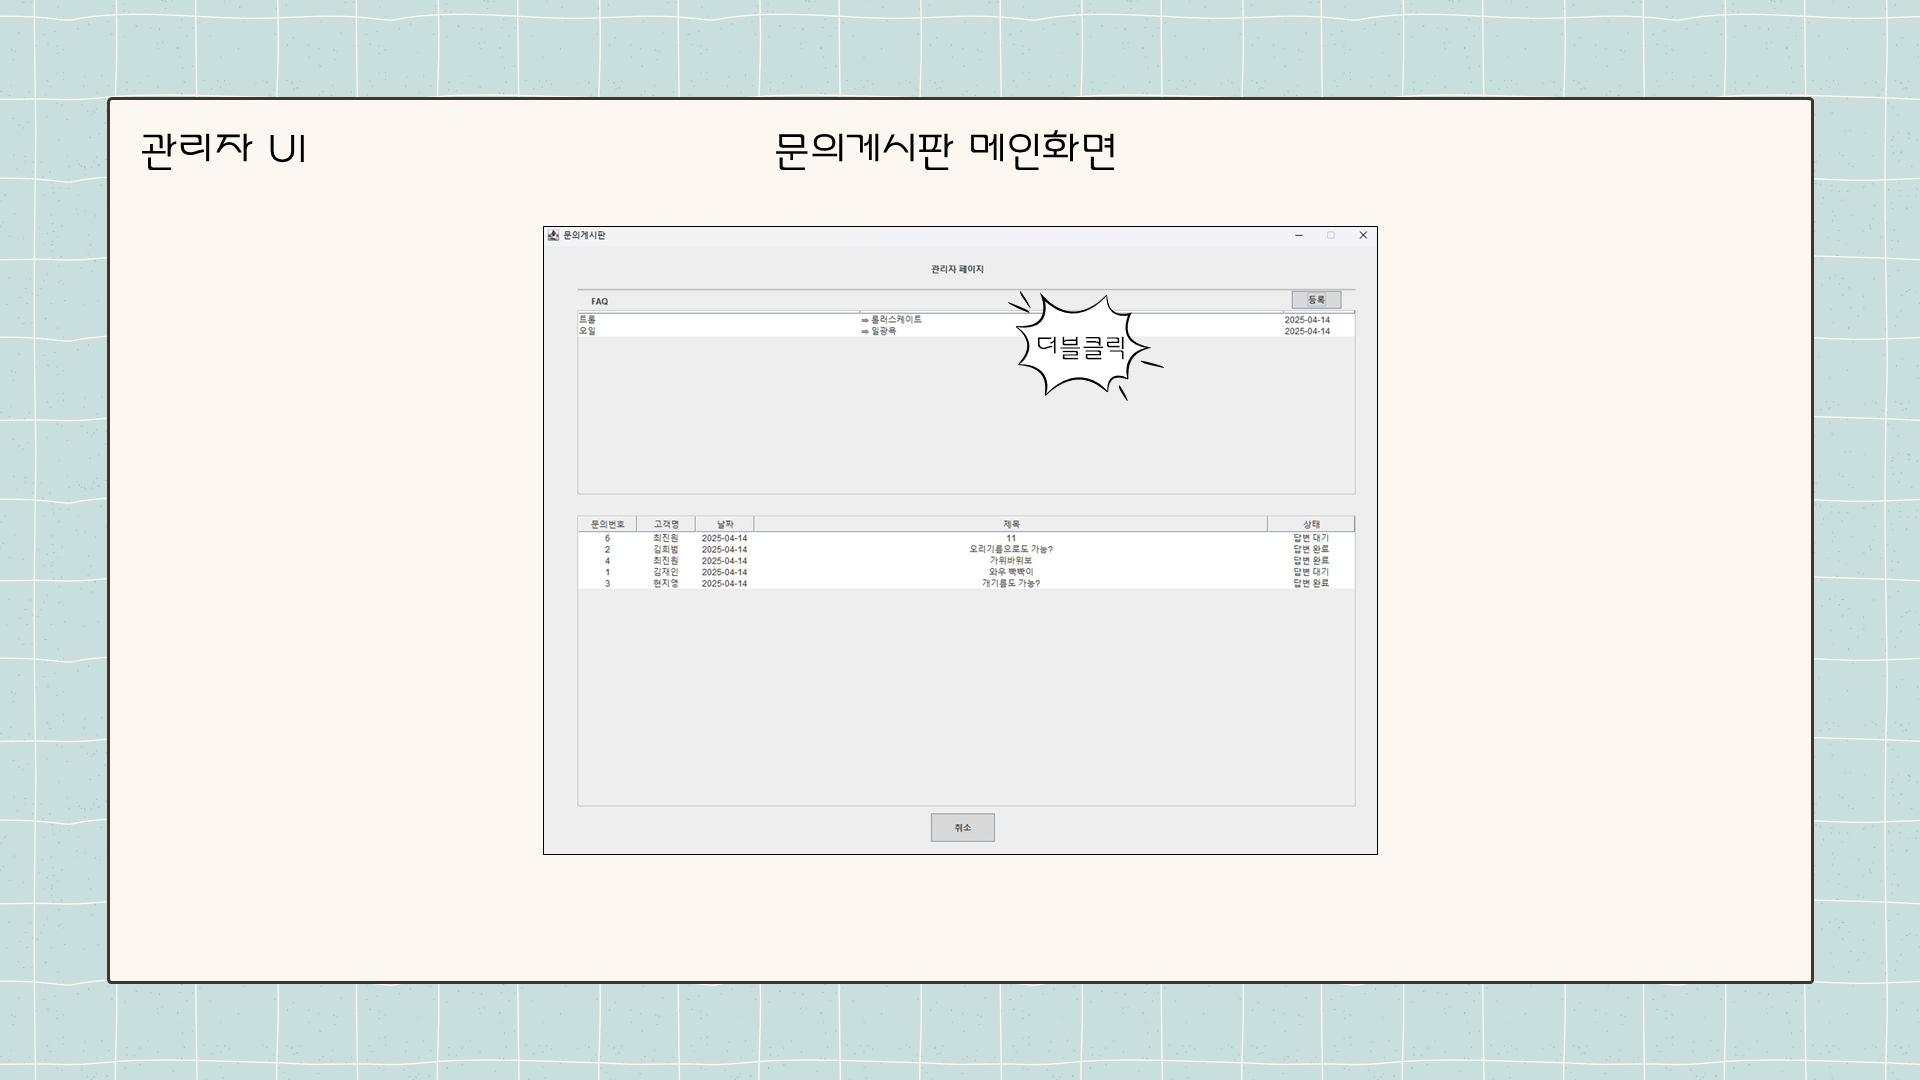 관리자 UI
문의게시판 메인화면
문의게시판
관리자 페이지
FAQ 등록
트롤 ⇒ 롤러스케이트 2025-04-14
오일 ⇒ 일광욕 2025-04-14
더블클릭
문의번호 고객명 날짜 제목 상태
6 최진원 2025-04-14 11 답변 대기
2 김희범 2025-04-14 오리기름으로도 가능? 답변 완료
4 최진원 2025-04-14 가위바위보 답변 완료
1 김재인 2025-04-14 와우 빡빡이 답변 대기
3 현지영 2025-04-14 개기름도 가능? 답변 완료
취소